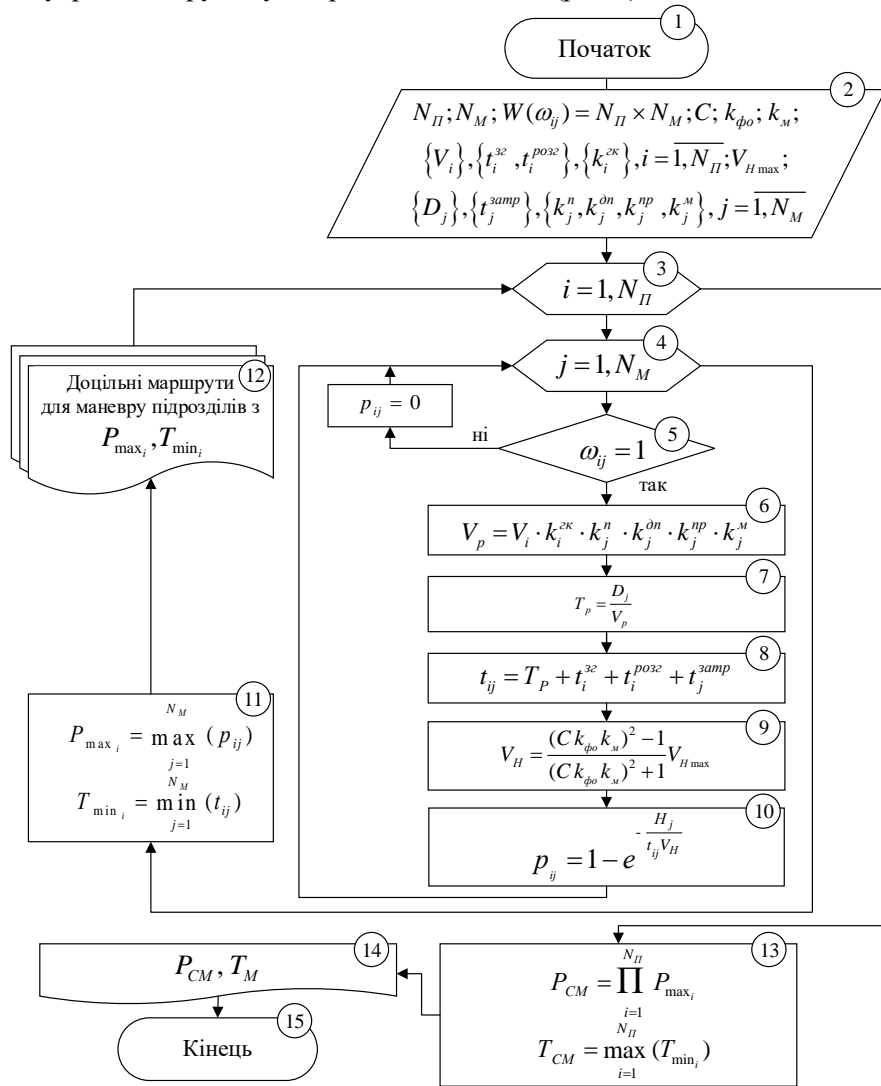 1
Початок
2
N_П; N_М; W(ω_ij) = N_П × N_М; C; k_фо; k_м;
{V_i}, {t_i^зг, t_i^розг}, {k_i^гк}, i = \overline{1, N_П}; V_Hmax;
{D_j}, {t_j^затр}, {k_j^п, k_j^дп, k_j^пр, k_j^м}, j = \overline{1, N_М}
3
i = 1, N_П
4
j = 1, N_М
12
Доцільні маршрути
для маневру підрозділів з
P_max_i, T_min_i
p_ij = 0
ні
5
ω_ij = 1
так
6
V_p = V_i · k_i^гк · k_j^п · k_j^дп · k_j^пр · k_j^м
7
T_p = D_j / V_p
8
t_ij = T_P + t_i^зг + t_i^розг + t_j^затр
11
P_max_i = max_{j=1}^{N_М} (p_ij)
T_min_i = min_{j=1}^{N_М} (t_ij)
9
V_H = ((C k_фо k_м)^2 − 1) / ((C k_фо k_м)^2 + 1) V_Hmax
10
p_ij = 1 − e^{- H_j / (t_ij V_H)}
14
P_CM, T_M
13
P_CM = ∏_{i=1}^{N_П} P_max_i
T_CM = max_{i=1}^{N_П} (T_min_i)
15
Кінець